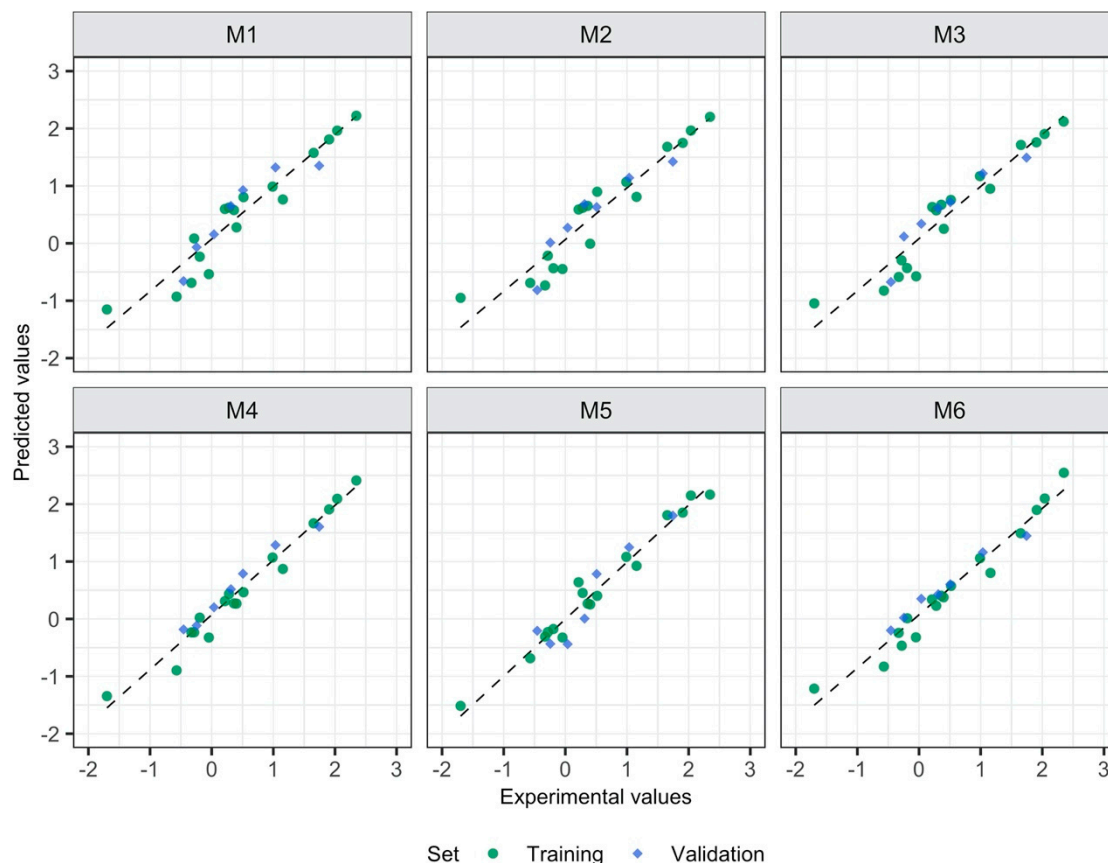 M1 M2 M3
3
2
1
0
-1
-2
Predicted values
M4 M5 M6
3
2
1
0
-1
-2
-2 -1 0 1 2 3 -2 -1 0 1 2 3 -2 -1 0 1 2 3
Experimental values
Set Training Validation